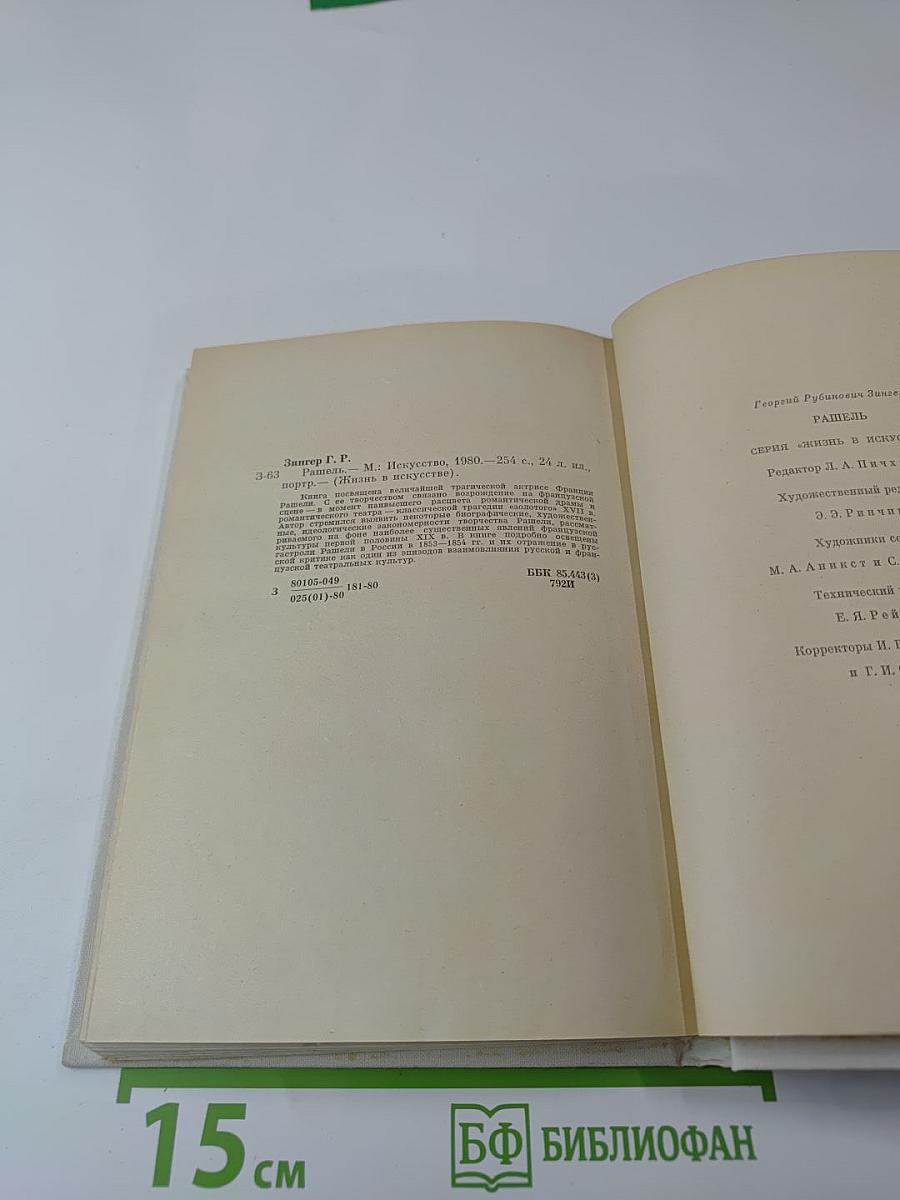 Зингер Г. Р.
З-63 Рашель.— М.: Искусство, 1980.—254 с., 24 л. ил.,
портр.— (Жизнь в искусстве).
Книга посвящена величайшей трагической актрисе Франции
Рашели. С ее творчеством связано возрождение на французской
сцене — в момент наивысшего расцвета романтической драмы и
романтического театра — классической трагедии «золотого» XVII в.
Автор стремился выявить некоторые биографические, художествен-
ные, идеологические закономерности творчества Рашели, рассмат-
риваемого на фоне наиболее существенных явлений французской
культуры первой половины XIX в. В книге подробно освещены
гастроли Рашели в России в 1853—1854 гг. и их отражение в рус-
ской критике как один из эпизодов взаимовлияния русской и фран-
цузской театральных культур.
З 80105-049 181-80
025(01)-80
ББК 85.443(3)
792И
Георгий Рубинович Зингер
РАШЕЛЬ
СЕРИЯ «ЖИЗНЬ В ИСКУС
Редактор Л. А. Пичх
Художественный ред
Э. Э. Ринчин
Художники се
М. А. Аникст и С.
Технический
Е. Я. Рей
Корректоры И.
и Г. И.
15 см
БФ БИБЛИОФАН